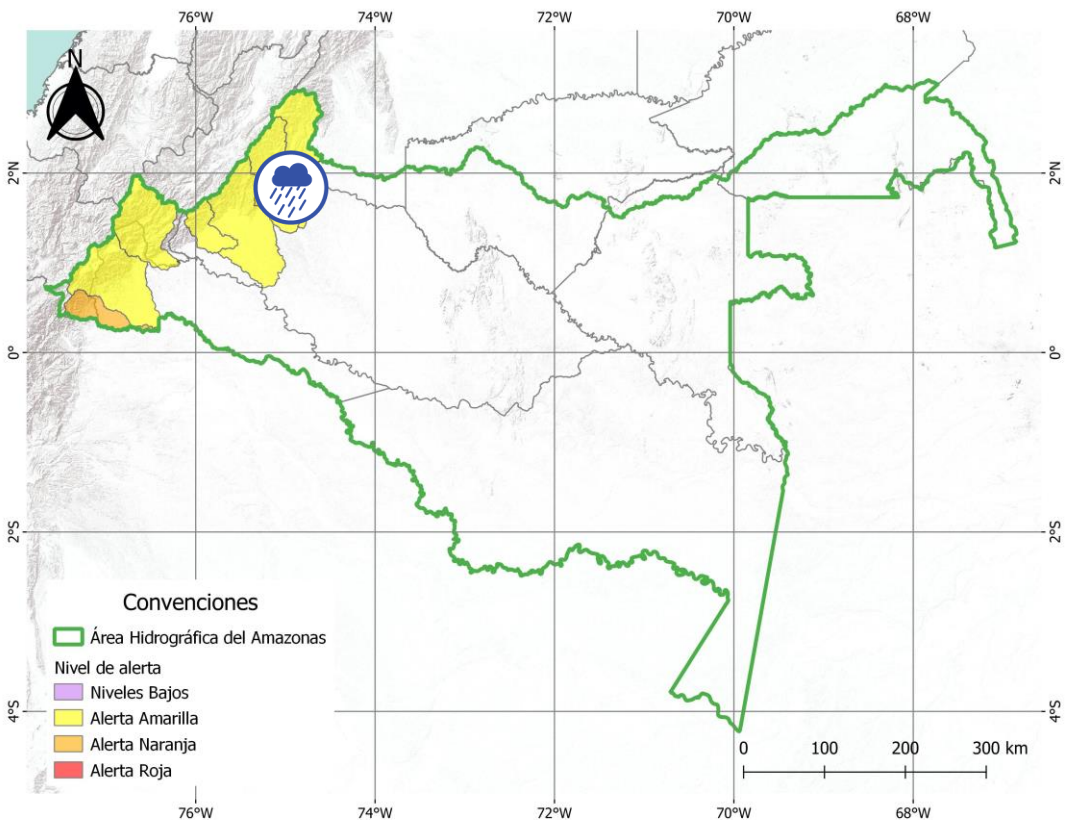 76°W 74°W 72°W 70°W 68°W
N
2°N 2°N
0° 0°
2°S 2°S
4°S 4°S
Convenciones
Área Hidrográfica del Amazonas
Nivel de alerta
Niveles Bajos
Alerta Amarilla
Alerta Naranja
Alerta Roja
0 100 200 300 km
76°W 74°W 72°W 70°W 68°W